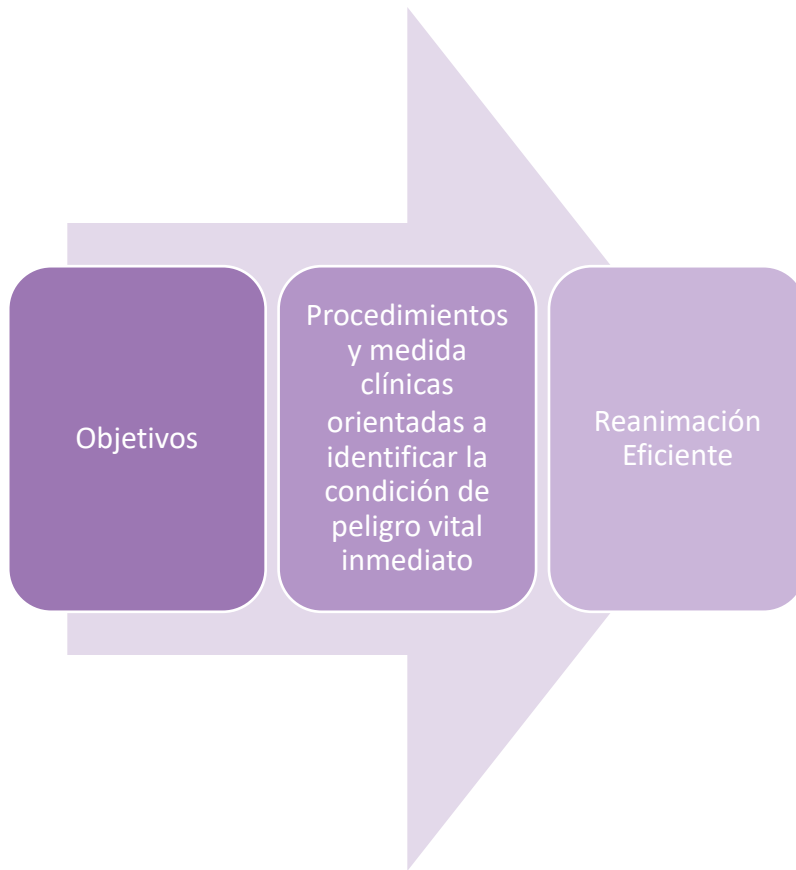 Objetivos
Procedimientos
y medida
clínicas
orientadas a
identificar la
condición de
peligro vital
inmediato
Reanimación
Eficiente